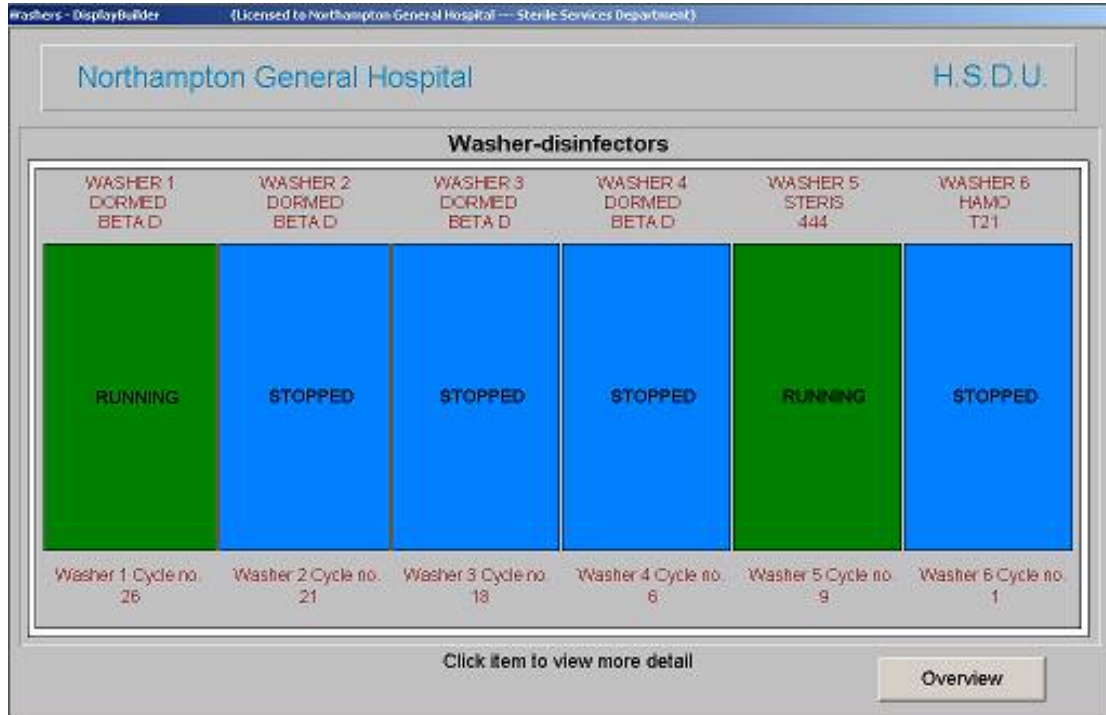 Washers - DisplayBuilder {Licensed to Northampton General Hospital --- Sterile Services Department}
Northampton General Hospital H.S.D.U.
Washer-disinfectors
WASHER 1 WASHER 2 WASHER 3 WASHER 4 WASHER 5 WASHER 6
DORMED DORMED DORMED DORMED STERIS HAMO
BETA D BETA D BETA D BETA D 444 T21
RUNNING STOPPED STOPPED STOPPED RUNNING STOPPED
Washer 1 Cycle no. Washer 2 Cycle no. Washer 3 Cycle no. Washer 4 Cycle no. Washer 5 Cycle no. Washer 6 Cycle no.
26 21 18 6 9 1
Click item to view more detail
Overview